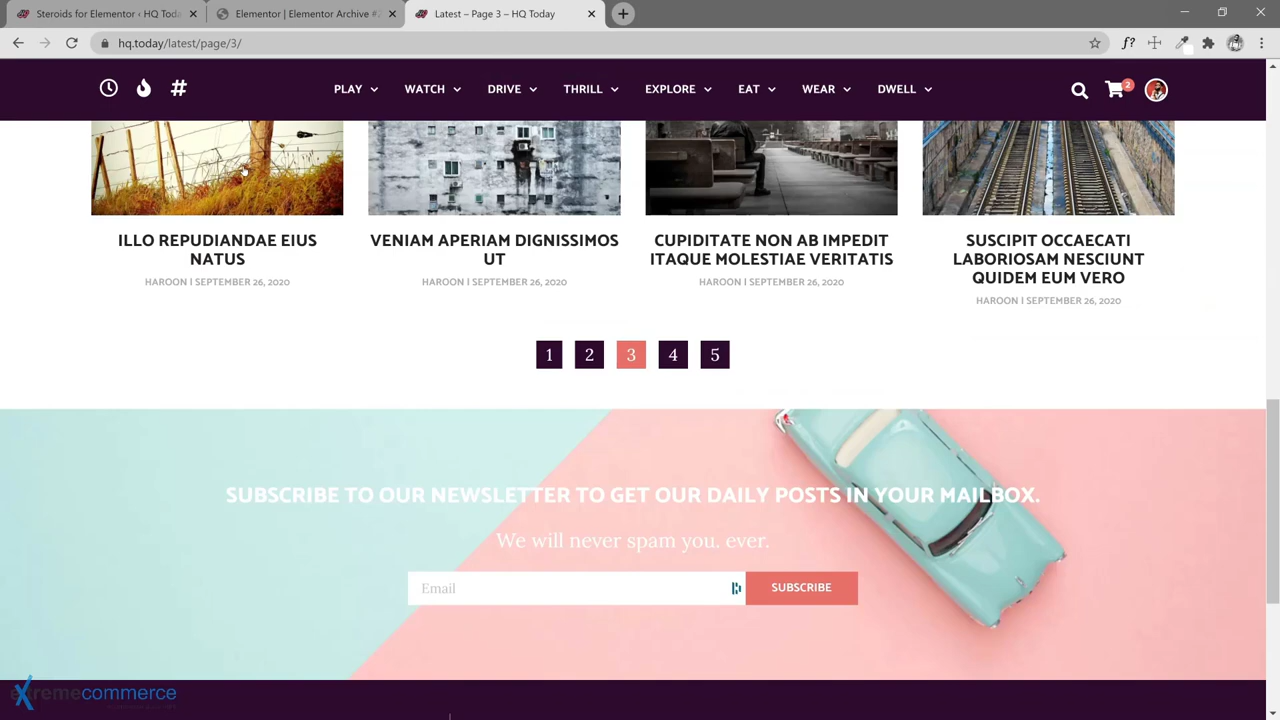 Steroids for Elementor ‹ HQ Toda
Elementor | Elementor Archive #2
Latest – Page 3 – HQ Today
hq.today/latest/page/3/
f?
PLAY WATCH DRIVE THRILL EXPLORE EAT WEAR DWELL
2
ILLO REPUDIANDAE EIUS
NATUS
HAROON | SEPTEMBER 26, 2020
VENIAM APERIAM DIGNISSIMOS
UT
HAROON | SEPTEMBER 26, 2020
CUPIDITATE NON AB IMPEDIT
ITAQUE MOLESTIAE VERITATIS
HAROON | SEPTEMBER 26, 2020
SUSCIPIT OCCAECATI
LABORIOSAM NESCIUNT
QUIDEM EUM VERO
HAROON | SEPTEMBER 26, 2020
1 2 3 4 5
SUBSCRIBE TO OUR NEWSLETTER TO GET OUR DAILY POSTS IN YOUR MAILBOX.
We will never spam you, ever.
Email
SUBSCRIBE
extremecommerce